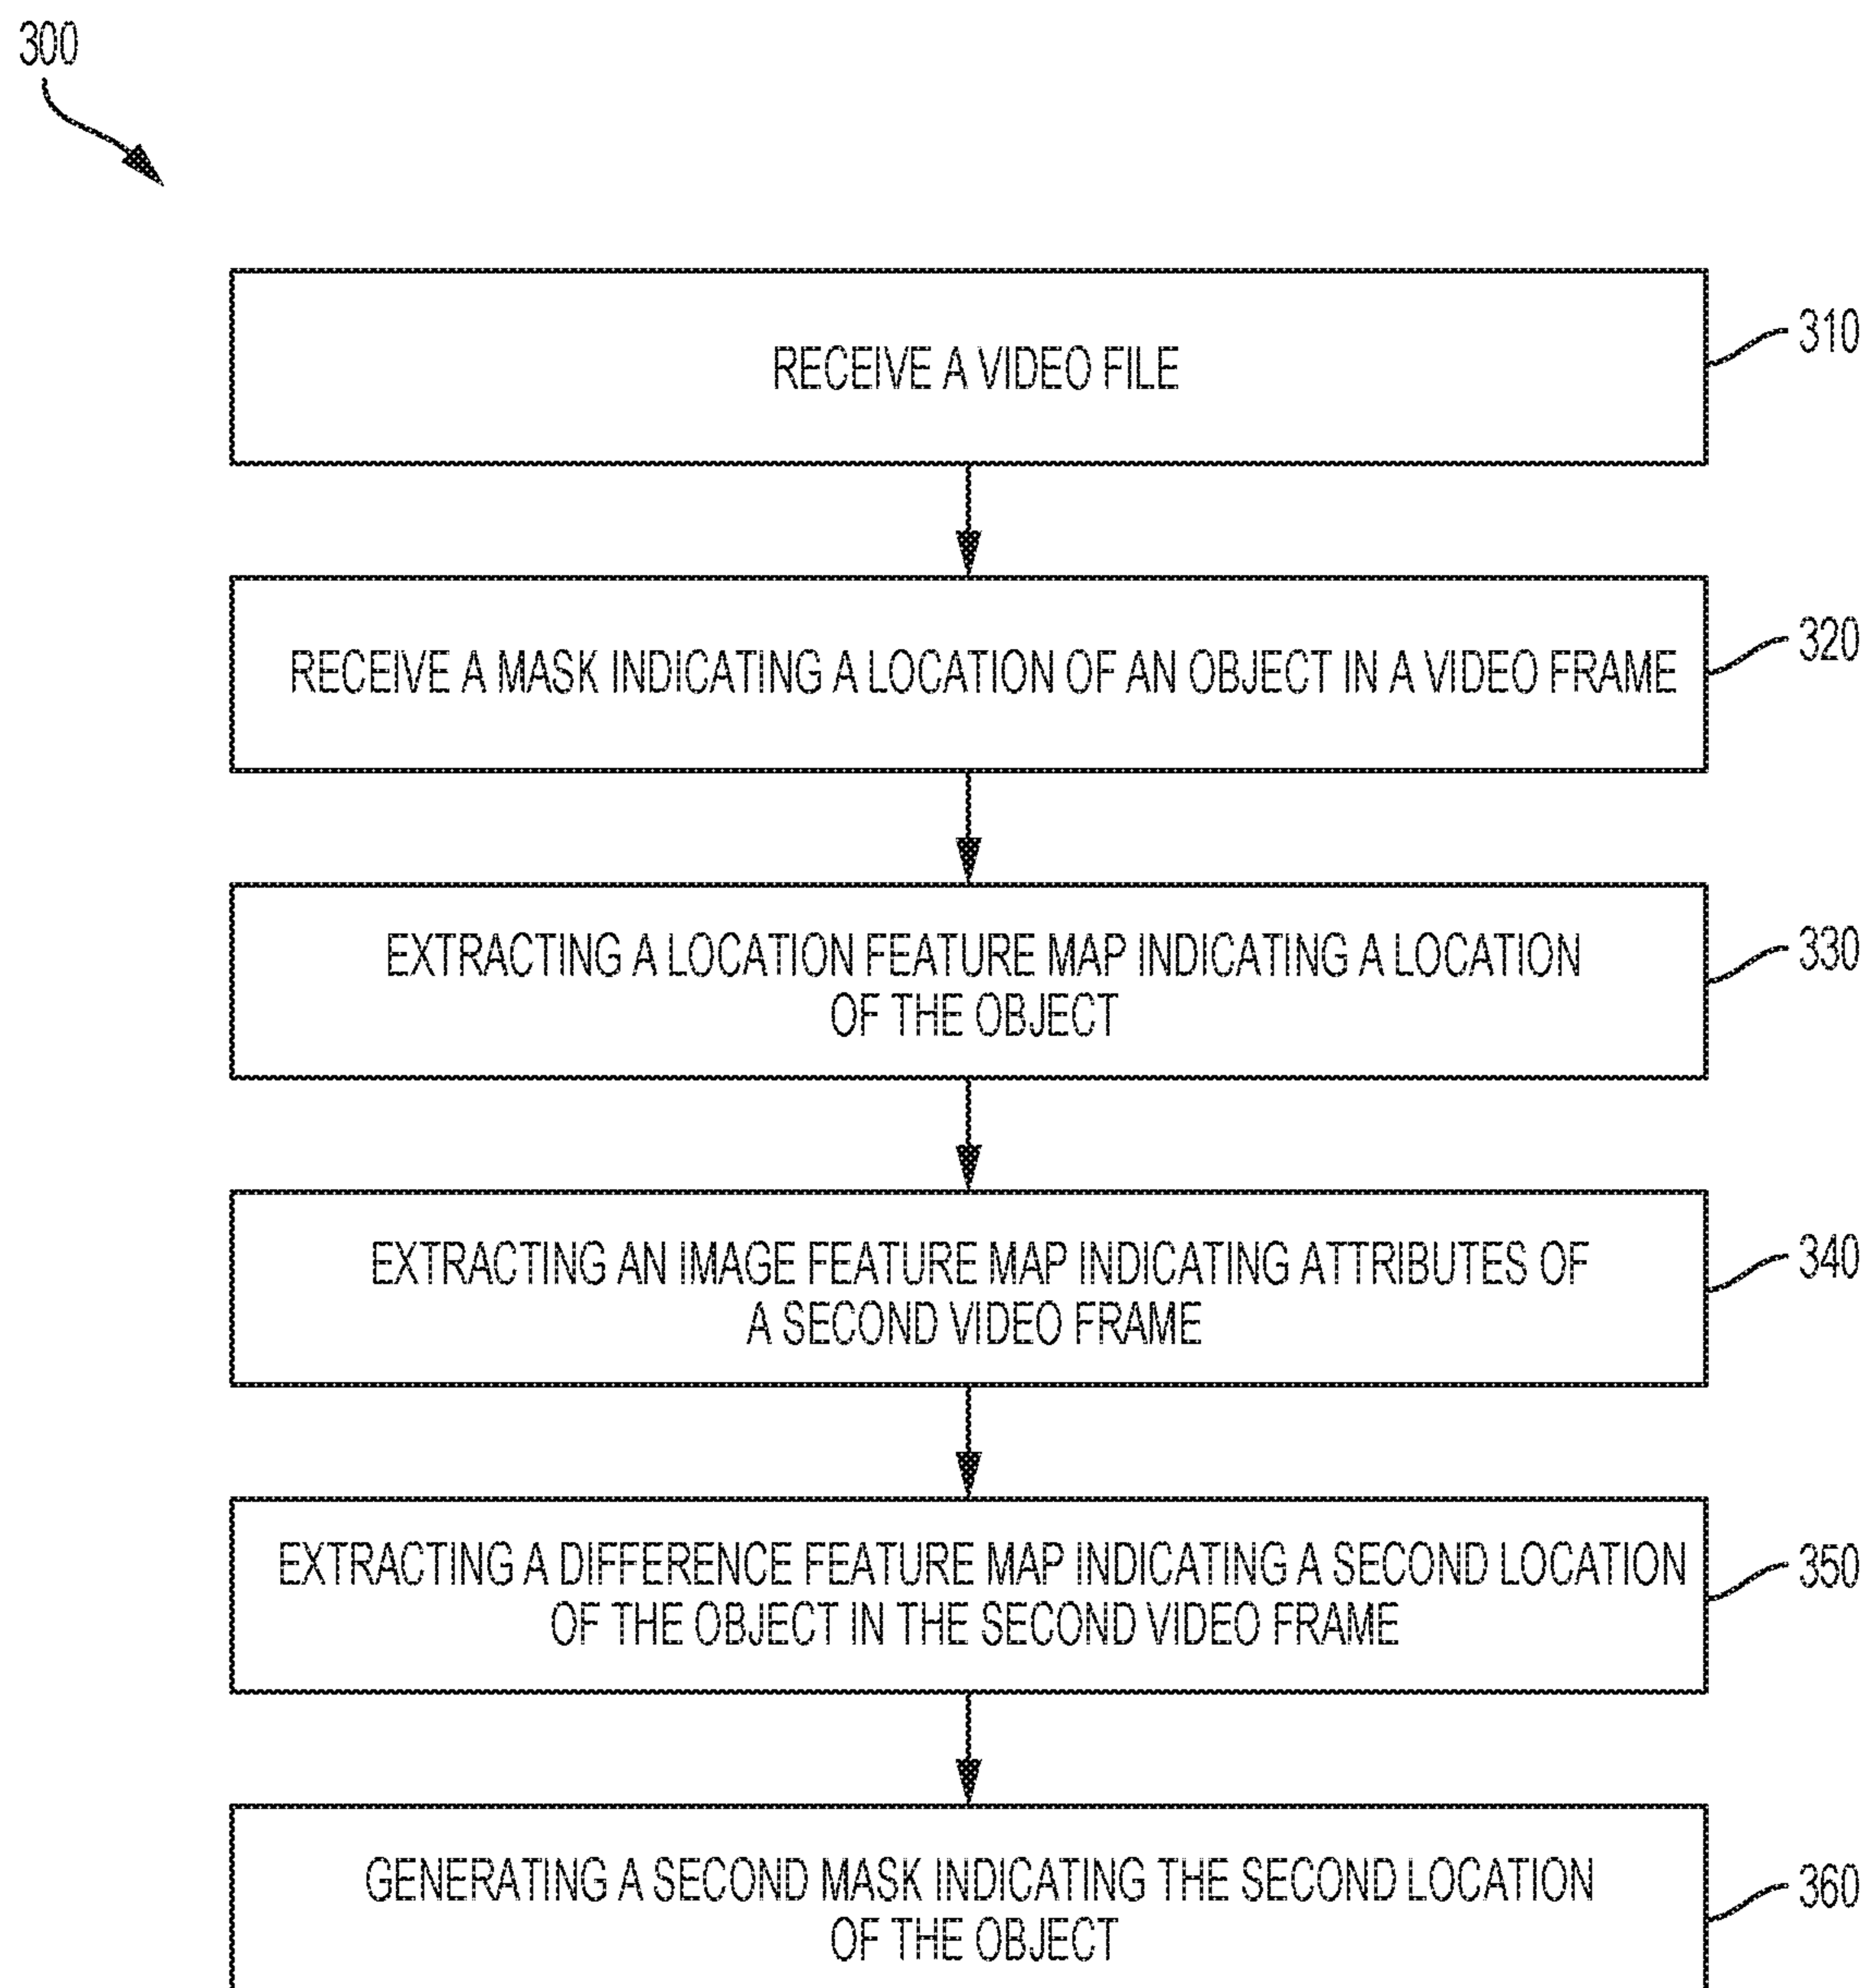 300
RECEIVE A VIDEO FILE
310
RECEIVE A MASK INDICATING A LOCATION OF AN OBJECT IN A VIDEO FRAME
320
EXTRACTING A LOCATION FEATURE MAP INDICATING A LOCATION
OF THE OBJECT
330
EXTRACTING AN IMAGE FEATURE MAP INDICATING ATTRIBUTES OF
A SECOND VIDEO FRAME
340
EXTRACTING A DIFFERENCE FEATURE MAP INDICATING A SECOND LOCATION
OF THE OBJECT IN THE SECOND VIDEO FRAME
350
GENERATING A SECOND MASK INDICATING THE SECOND LOCATION
OF THE OBJECT
360